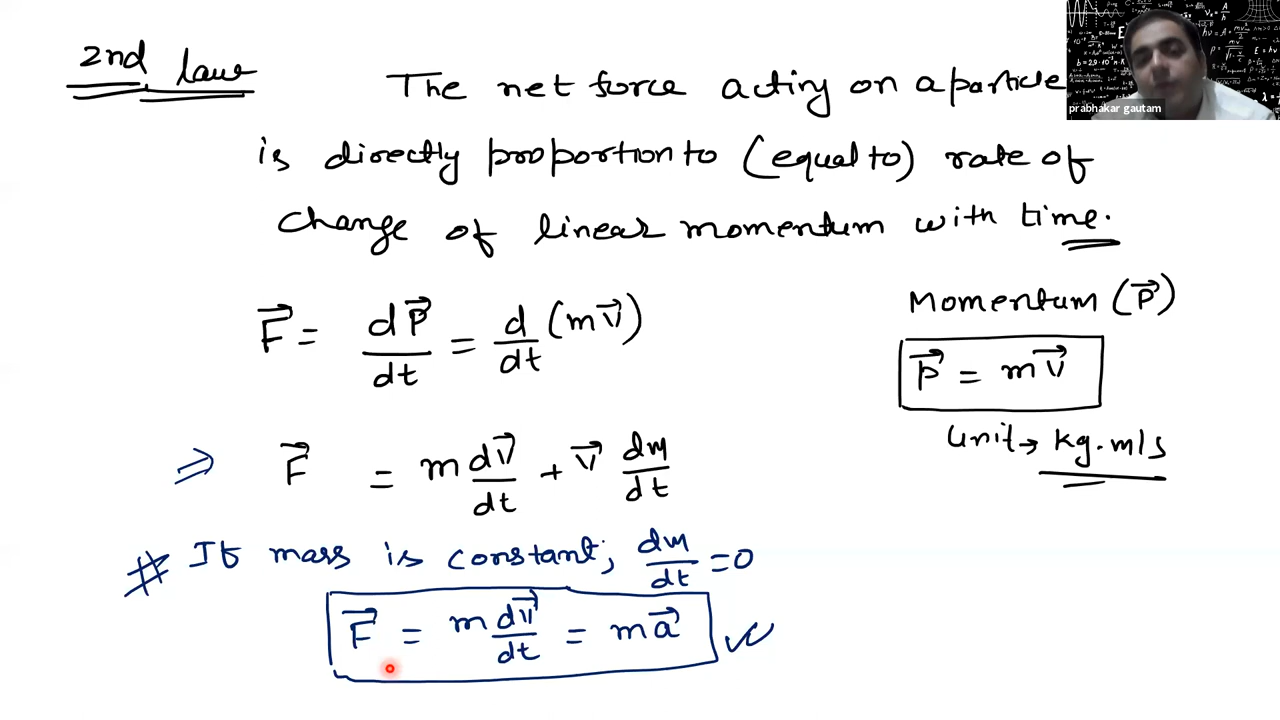 2nd law
The net force acting on a particle
is directly proportion to (equal to) rate of
change of linear momentum with time.
F⃗ = dP⃗/dt = d/dt (mv⃗)
Momentum (P⃗)
P⃗ = mv⃗
Unit → kg.m/s
⇒ F⃗ = m dv⃗/dt + v⃗ dm/dt
# If mass is constant, dm/dt = 0
F⃗ = m dv⃗/dt = ma⃗
prabhakar gautam